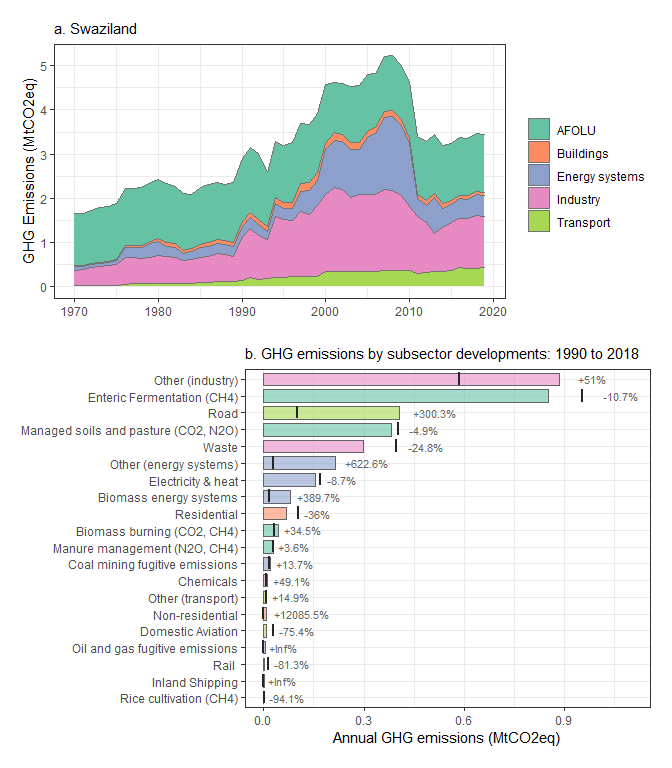 a. Swaziland
GHG Emissions (MtCO2eq)
5
4
3
2
1
0
1970
1980
1990
2000
2010
2020
AFOLU
Buildings
Energy systems
Industry
Transport
b. GHG emissions by subsector developments: 1990 to 2018
Other (industry) +51%
Enteric Fermentation (CH4) -10.7%
Road +300.3%
Managed soils and pasture (CO2, N2O) -4.9%
Waste -24.8%
Other (energy systems) +622.6%
Electricity & heat -8.7%
Biomass energy systems +389.7%
Residential -36%
Biomass burning (CO2, CH4) +34.5%
Manure management (N2O, CH4) +3.6%
Coal mining fugitive emissions +13.7%
Chemicals +49.1%
Other (transport) +14.9%
Non-residential +12085.5%
Domestic Aviation -75.4%
Oil and gas fugitive emissions +Inf%
Rail -81.3%
Inland Shipping +Inf%
Rice cultivation (CH4) -94.1%
0.0
0.3
0.6
0.9
Annual GHG emissions (MtCO2eq)